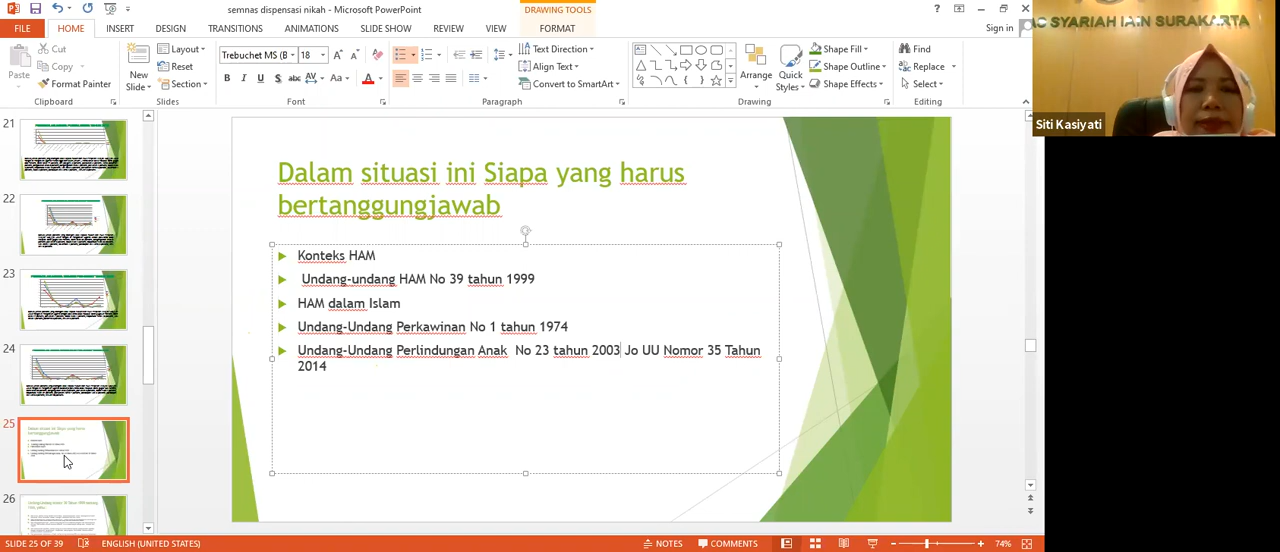 semnas dispensasi nikah - Microsoft PowerPoint
DRAWING TOOLS
Sign in
FILE HOME INSERT DESIGN TRANSITIONS ANIMATIONS SLIDE SHOW REVIEW VIEW FORMAT
Paste
Cut
Copy
Format Painter
Clipboard
New Slide
Layout
Reset
Section
Slides
Trebuchet MS (B 18
B I U S abc AV Aa A
Font
Text Direction
Align Text
Convert to SmartArt
Paragraph
Arrange
Quick Styles
Shape Fill
Shape Outline
Shape Effects
Drawing
Find
Replace
Select
Editing
SYARIAH IAIN SURAKARTA
Siti Kasiyati
21
22
23
24
25
26
Dalam situasi ini Siapa yang harus
bertanggungjawab
Konteks HAM
Undang-undang HAM No 39 tahun 1999
HAM dalam Islam
Undang-Undang Perkawinan No 1 tahun 1974
Undang-Undang Perlindungan Anak No 23 tahun 2003 Jo UU Nomor 35 Tahun
2014
SLIDE 25 OF 39 ENGLISH (UNITED STATES) NOTES COMMENTS 74%